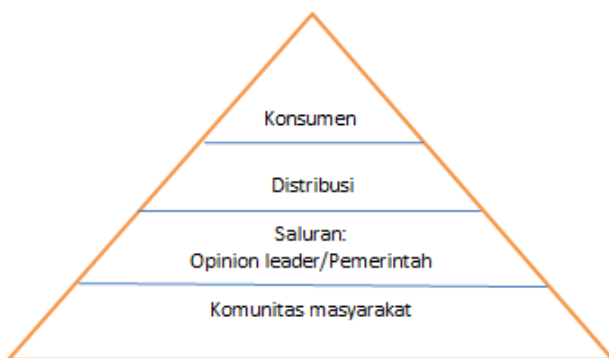 Konsumen
Distribusi
Saluran:
Opinion leader/Pemerintah
Komunitas masyarakat